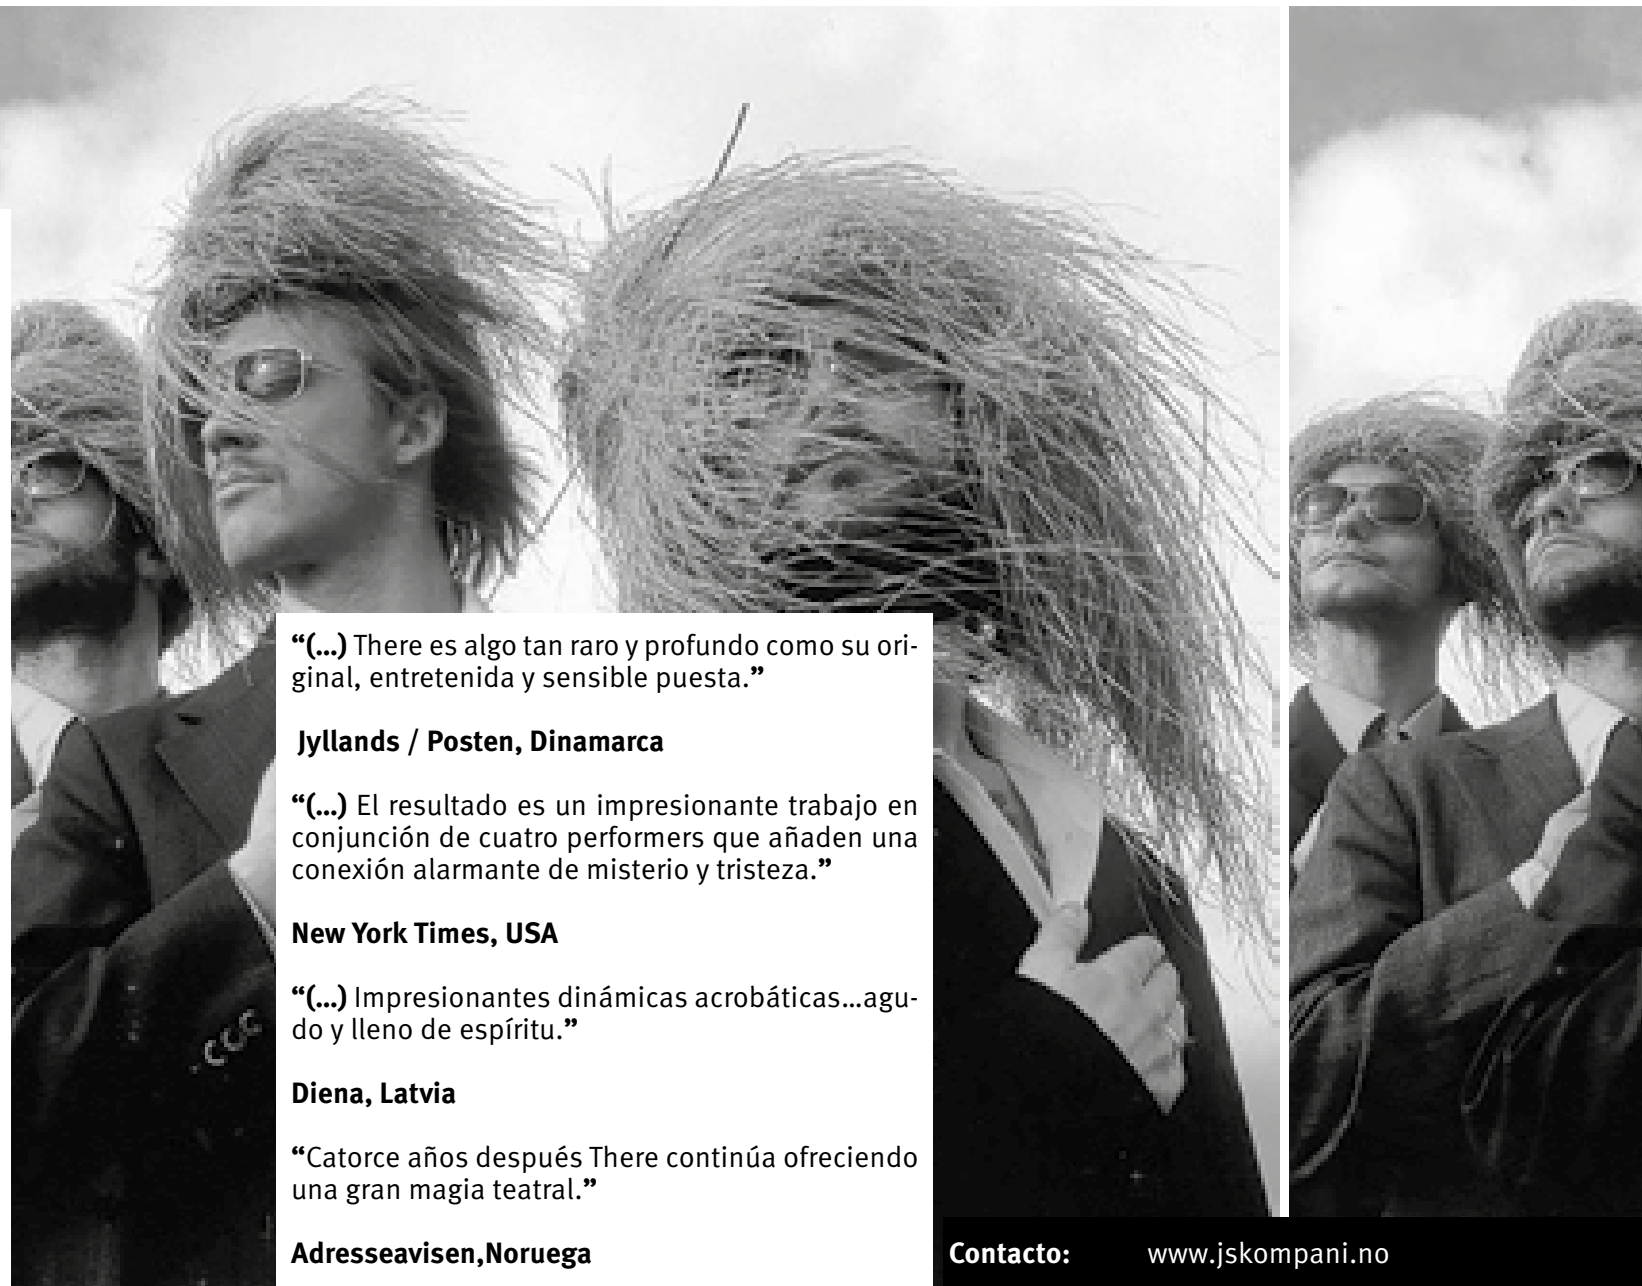 “(...) There es algo tan raro y profundo como su ori-
ginal, entretenida y sensible puesta.”
Jyllands / Posten, Dinamarca
“(...) El resultado es un impresionante trabajo en
conjunción de cuatro performers que añaden una
conexión alarmante de misterio y tristeza.”
New York Times, USA
“(...) Impresionantes dinámicas acrobáticas...agu-
do y lleno de espíritu.”
Diena, Latvia
“Catorce años después There continúa ofreciendo
una gran magia teatral.”
Adresseavisen,Noruega
Contacto: www.jskompani.no